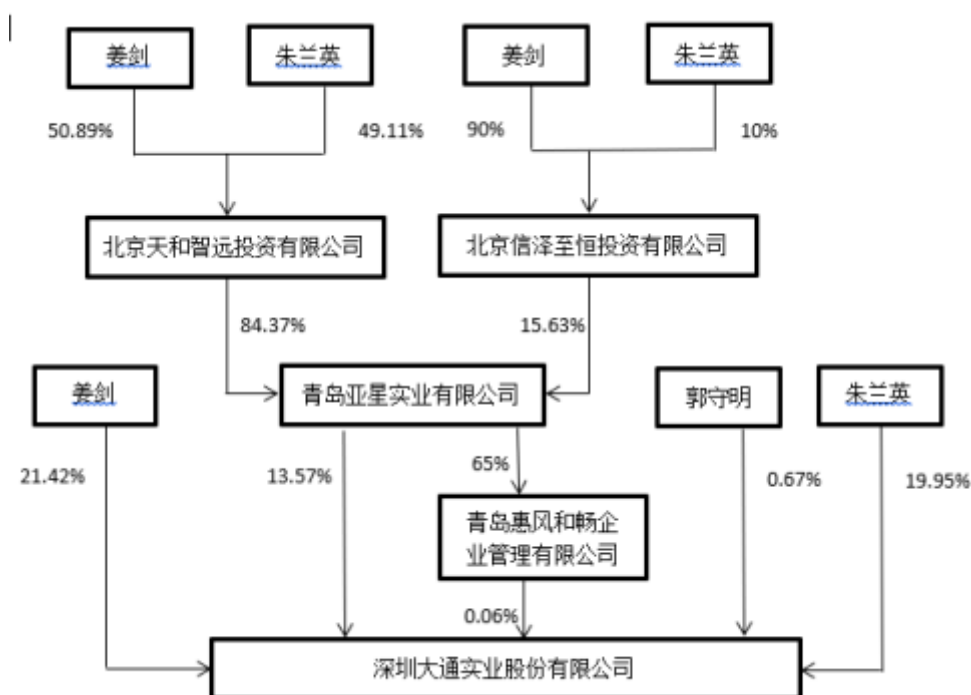 姜剑
朱兰英
姜剑
朱兰英
50.89%
49.11%
90%
10%
北京天和智远投资有限公司
北京信泽至恒投资有限公司
84.37%
15.63%
姜剑
青岛亚星实业有限公司
郭守明
朱兰英
21.42%
13.57%
65%
0.67%
19.95%
青岛惠风和畅企
业管理有限公司
0.06%
深圳大通实业股份有限公司